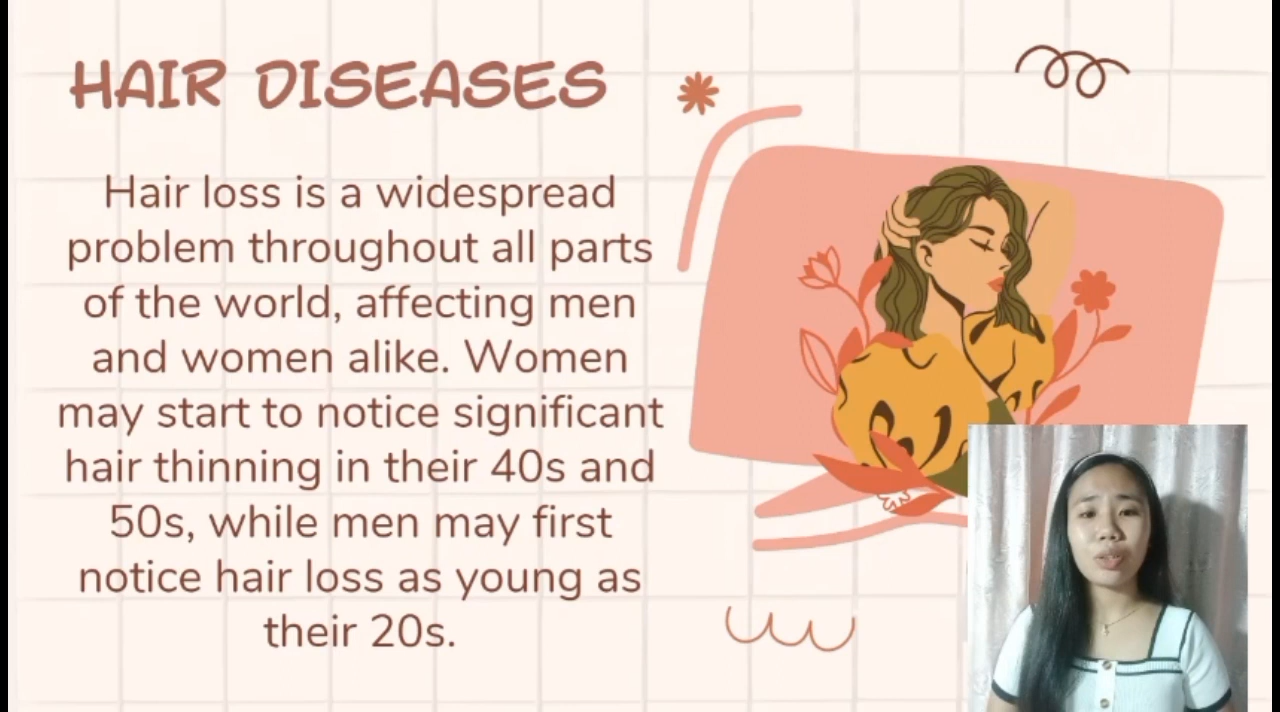 HAIR DISEASES
Hair loss is a widespread
problem throughout all parts
of the world, affecting men
and women alike. Women
may start to notice significant
hair thinning in their 40s and
50s, while men may first
notice hair loss as young as
their 20s.